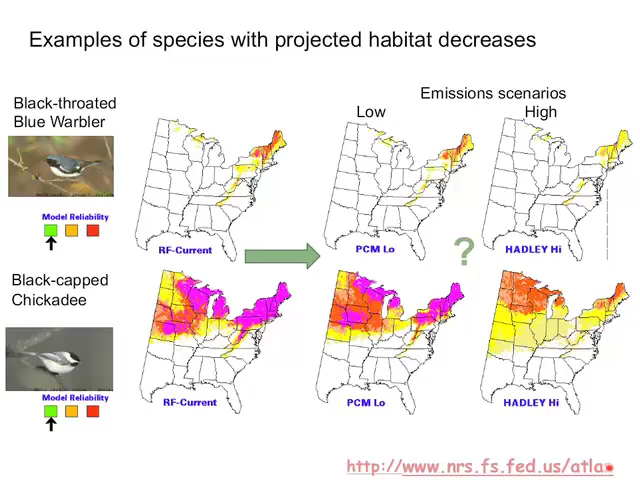 Examples of species with projected habitat decreases
Emissions scenarios
Low
High
Black-throated
Blue Warbler
Model Reliability
RF-Current
PCM Lo
?
HADLEY Hi
Black-capped
Chickadee
Model Reliability
RF-Current
PCM Lo
HADLEY Hi
http://www.nrs.fs.fed.us/atlas